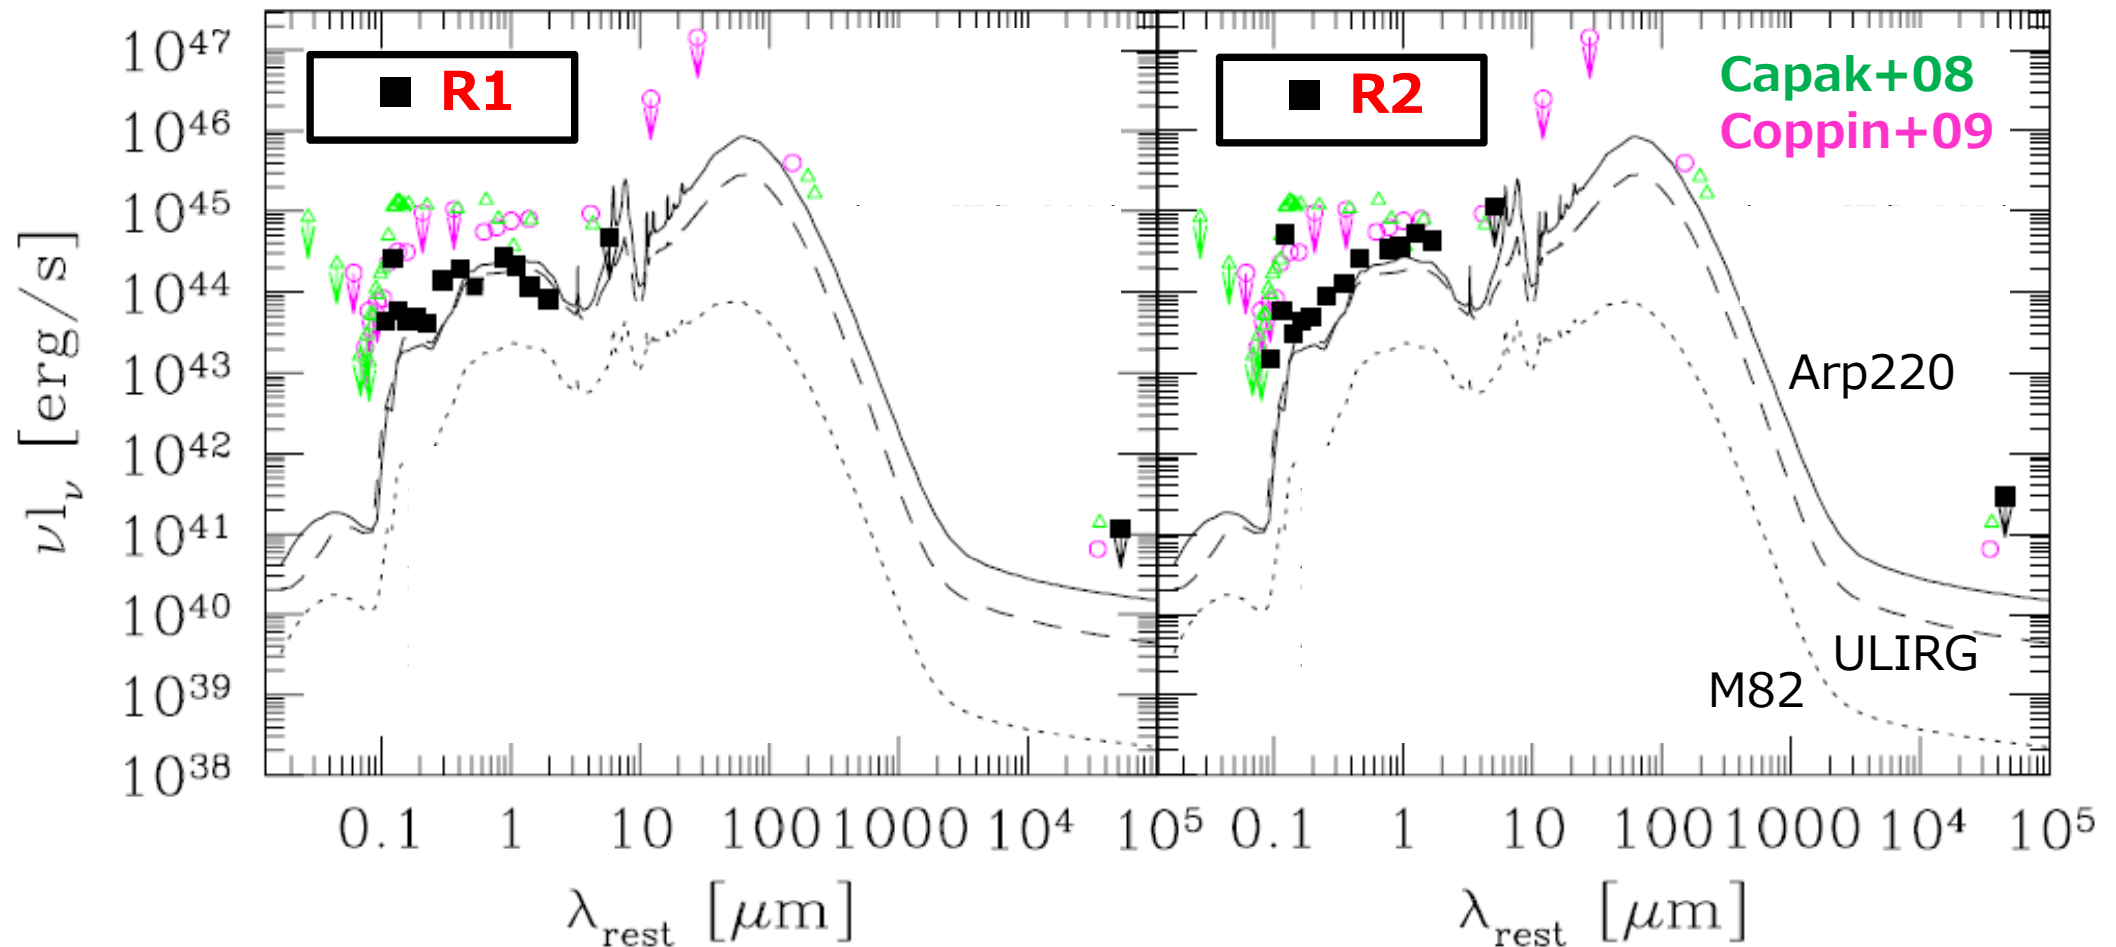 R1
R2
Capak+08
Coppin+09
Arp220
ULIRG
M82
νl_ν [erg/s]
10^47
10^46
10^45
10^44
10^43
10^42
10^41
10^40
10^39
10^38
0.1 1 10 100 1000 10^4 10^5
0.1 1 10 100 1000 10^4 10^5
λ_rest [μm]
λ_rest [μm]